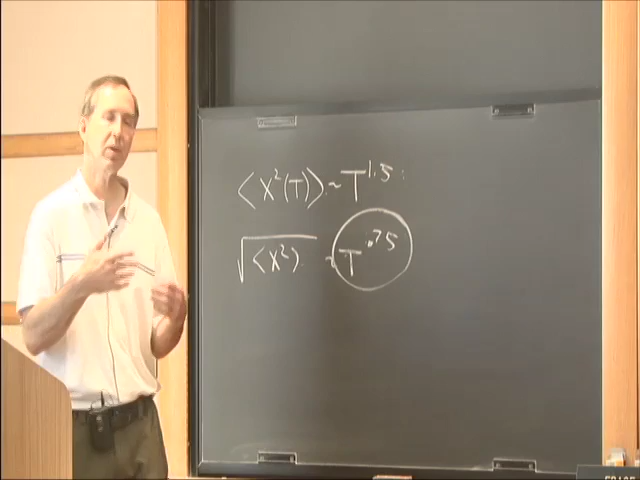 ⟨X²(T)⟩ ~ T^1.5
√⟨X²⟩ ~ T^.75